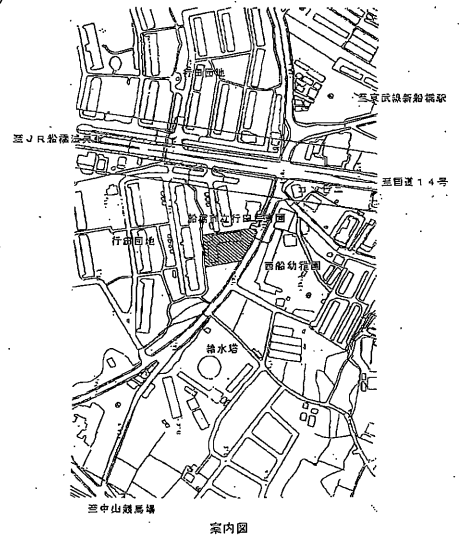 行田団地
至東武線新船橋駅
至JR船橋法典駅
至国道14号
船橋市立行田保育園
行田団地
西船幼稚園
給水塔
至中山競馬場
案内図